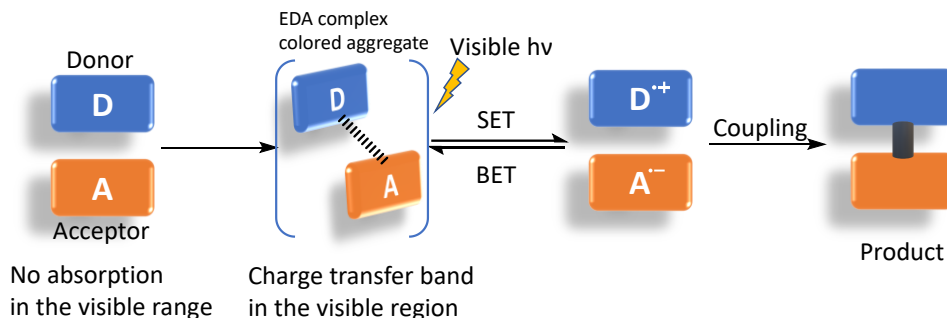 EDA complex
colored aggregate
Visible hν
Donor
D
D
D·+
SET
Coupling
BET
A
A
A·−
Acceptor
Product
No absorption
in the visible range
Charge transfer band
in the visible region